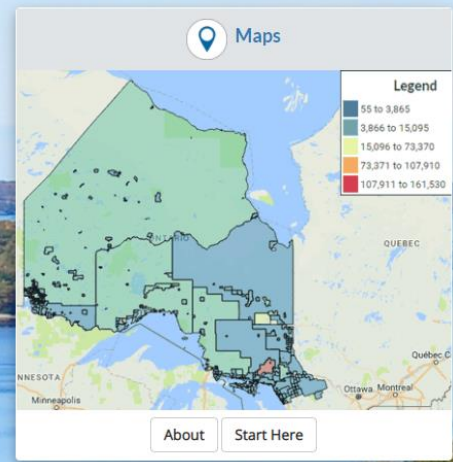 Maps
Legend
55 to 3,865
3,866 to 15,095
15,096 to 73,370
73,371 to 107,910
107,911 to 161,530
ONTARIO
QUEBEC
NNESOTA
Minneapolis
Québec C
Ottawa
Montreal
About
Start Here